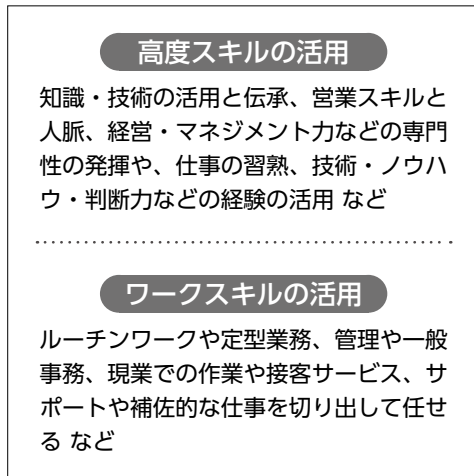 高度スキルの活用
知識・技術の活用と伝承、営業スキルと
人脈、経営・マネジメント力などの専門
性の発揮や、仕事の習熟、技術・ノウハ
ウ・判断力などの経験の活用 など
ワークスキルの活用
ルーチンワークや定型業務、管理や一般
事務、現業での作業や接客サービス、サ
ポートや補佐的な仕事を切り出して任せ
る など